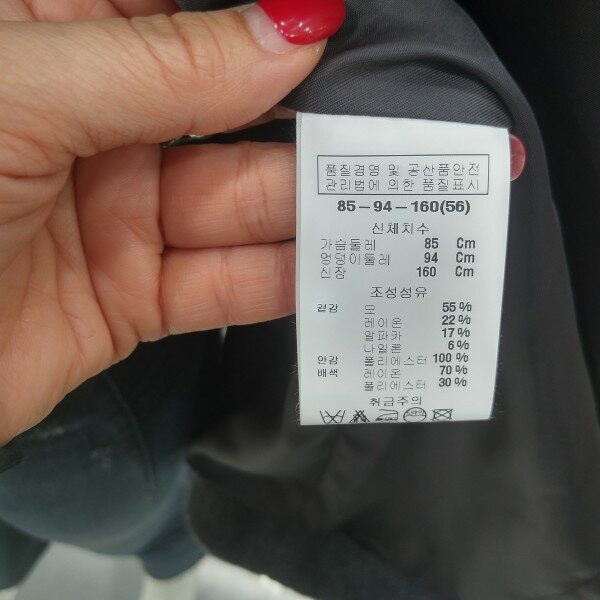 품질경영 및 공산품안전
관리법에 의한 품질표시
85-94-160(56)
신체치수
가슴둘레 85 Cm
엉덩이둘레 94 Cm
신장 160 Cm
조성섬유
겉감 모 55%
레이온 22%
알파카 17%
나일론 6%
안감 폴리에스터 100%
배색 레이온 70%
폴리에스터 30%
취급주의